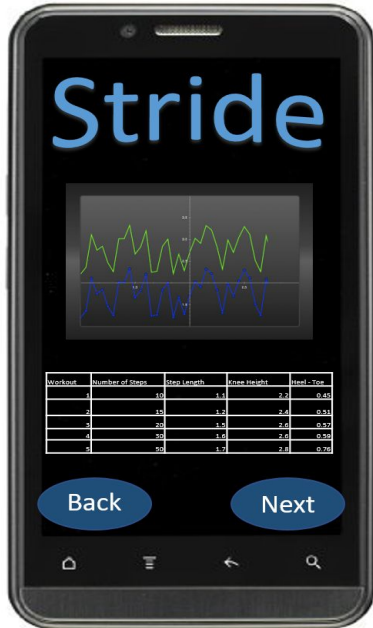 Stride
Workout Number of Steps Step Length Knee Height Heel - Toe
1 10 1.1 2.2 0.45
2 15 1.2 2.4 0.51
3 20 1.5 2.6 0.57
4 50 1.6 2.6 0.59
5 50 1.7 2.8 0.76
Back Next